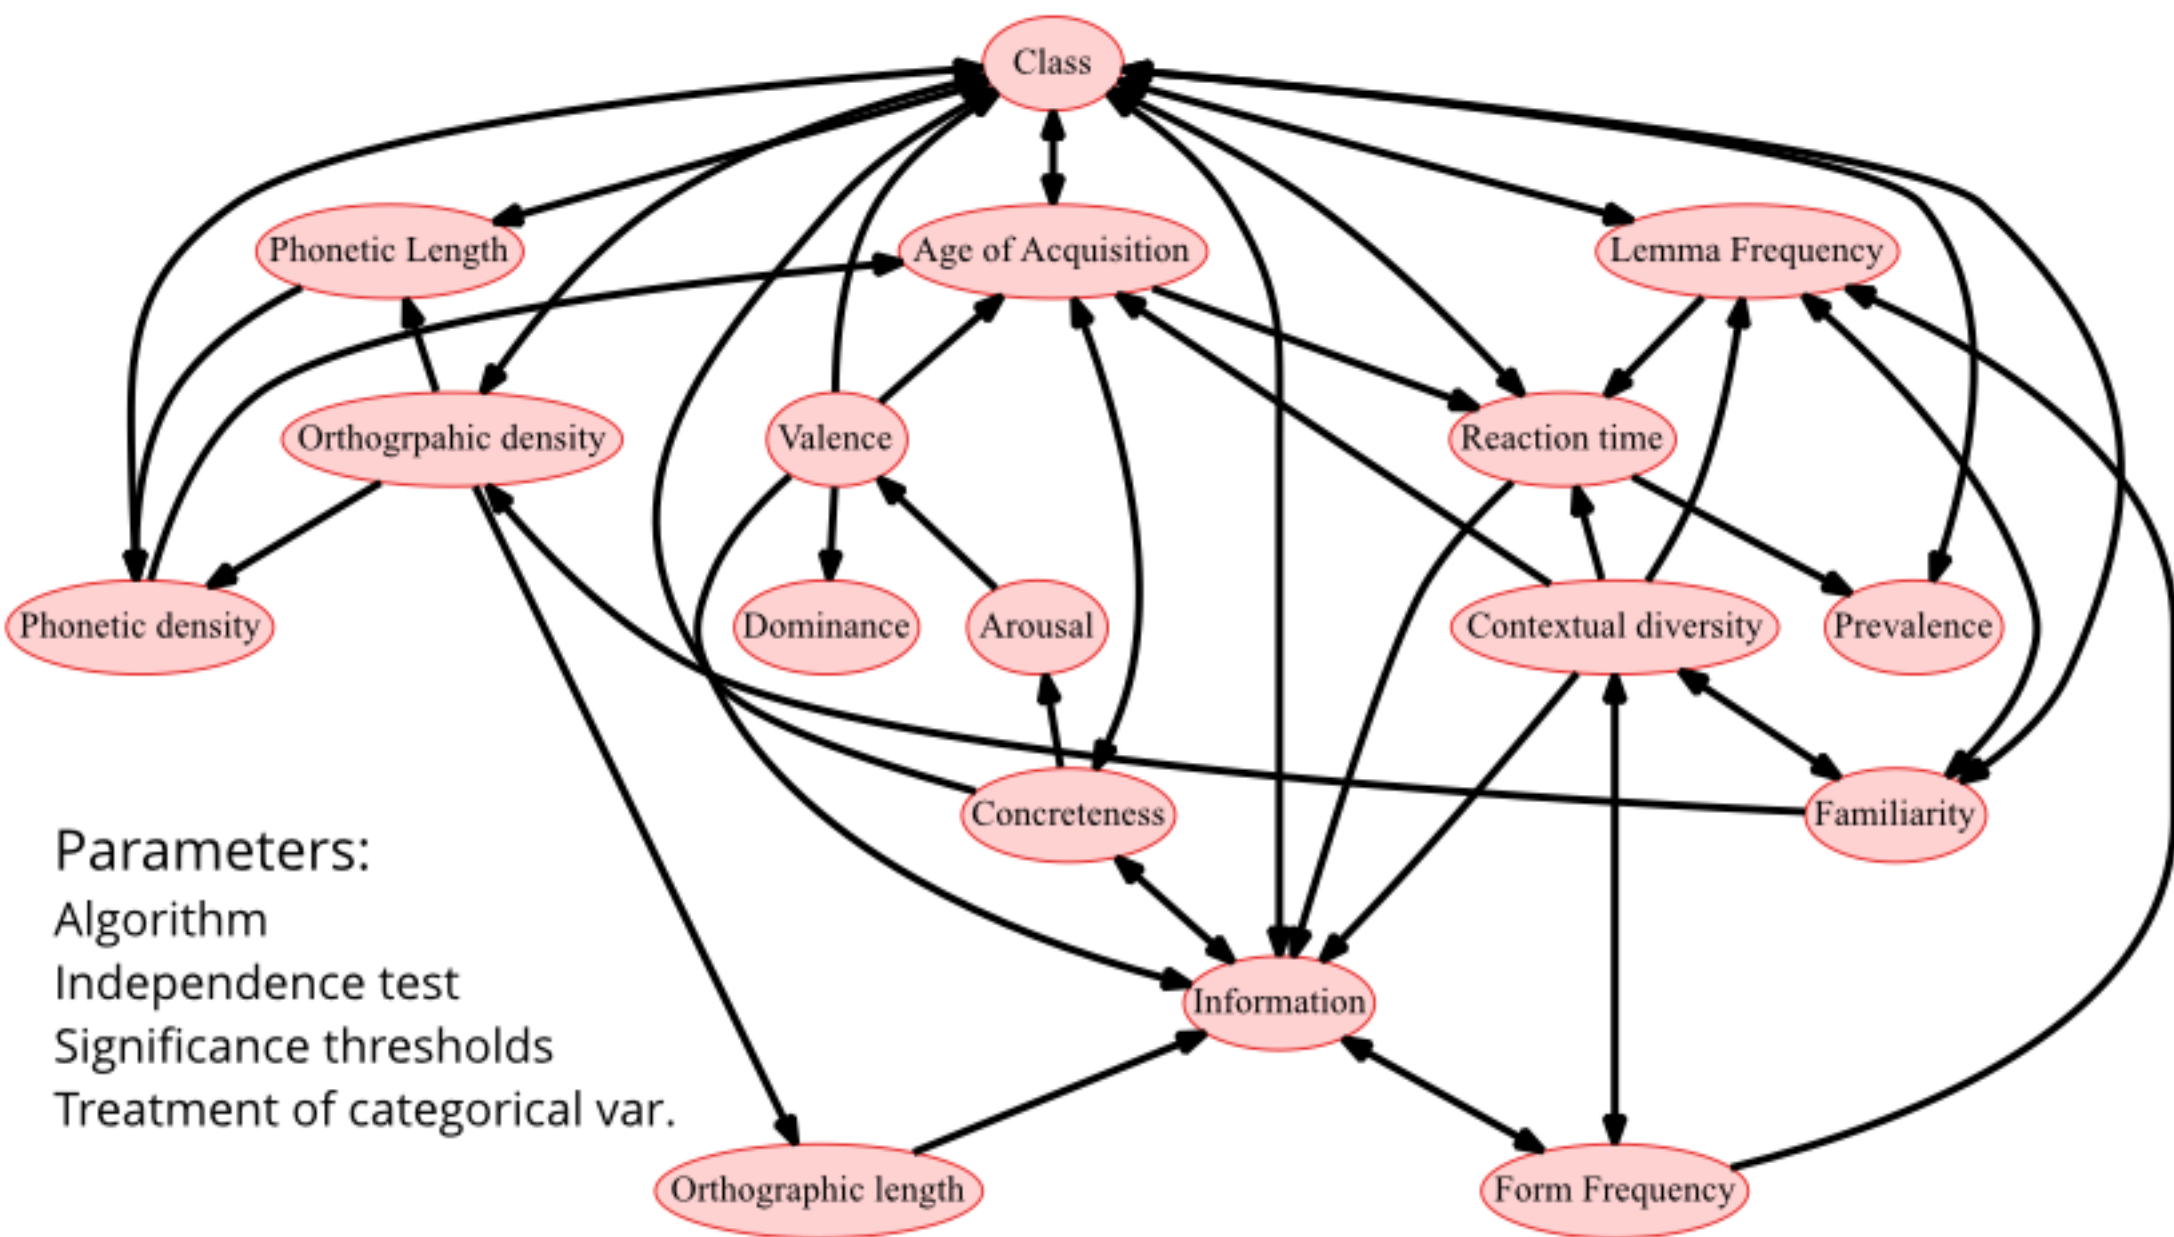 Class
Phonetic Length
Age of Acquisition
Lemma Frequency
Orthogrpahic density
Valence
Reaction time
Phonetic density
Dominance
Arousal
Contextual diversity
Prevalence
Concreteness
Familiarity
Parameters:
Algorithm
Independence test
Significance thresholds
Treatment of categorical var.
Information
Orthographic length
Form Frequency